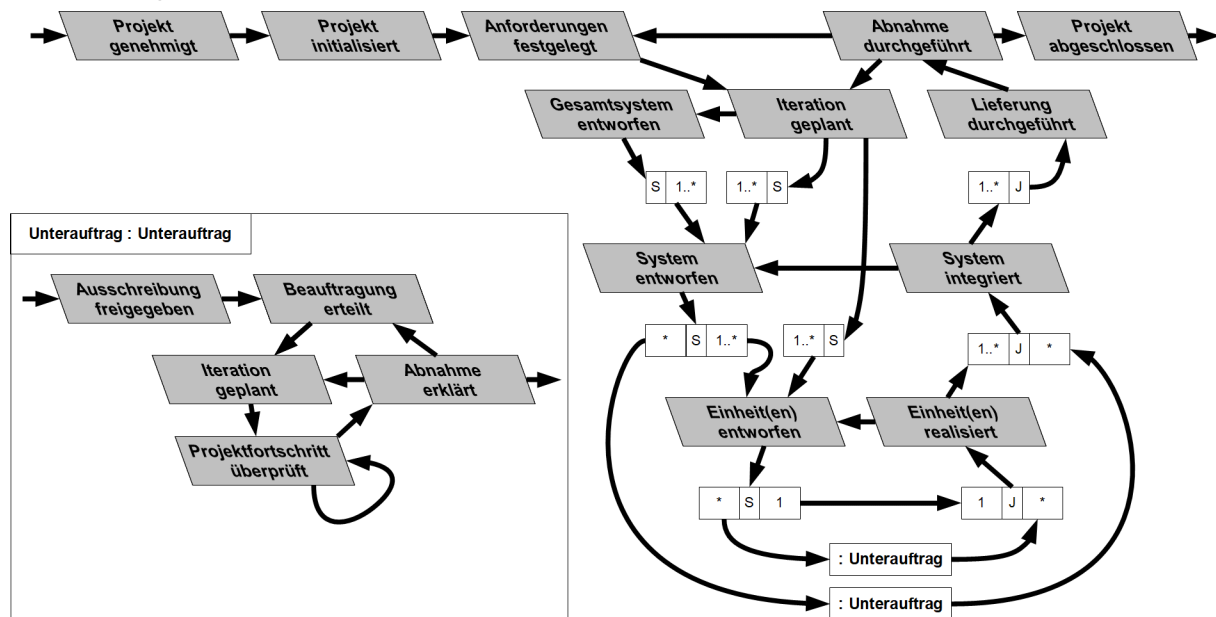 Projekt
genehmigt
Projekt
initialisiert
Anforderungen
festgelegt
Abnahme
durchgeführt
Projekt
abgeschlossen
Gesamtsystem
entworfen
Iteration
geplant
Lieferung
durchgeführt
S 1..*
1..* S
1..* J
Unterauftrag : Unterauftrag
System
entworfen
System
integriert
Ausschreibung
freigegeben
Beauftragung
erteilt
* S 1..*
1..* S
1..* J *
Iteration
geplant
Abnahme
erklärt
Einheit(en)
entworfen
Einheit(en)
realisiert
Projektfortschritt
überprüft
* S 1
1 J *
: Unterauftrag
: Unterauftrag